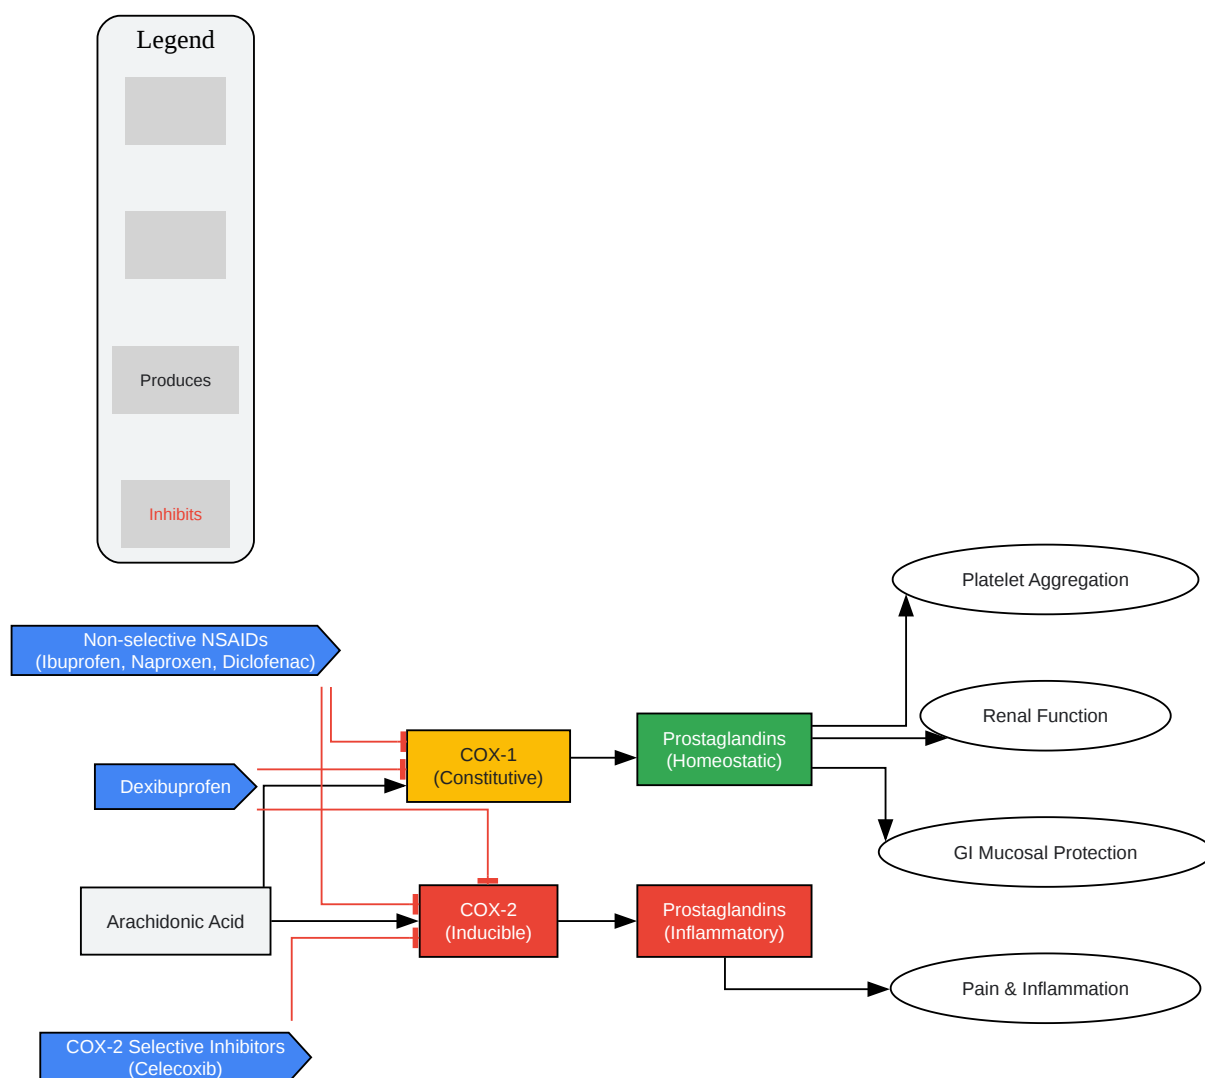 Legend
Produces
Inhibits
Platelet Aggregation
Non-selective NSAIDs
(Ibuprofen, Naproxen, Diclofenac)
Renal Function
COX-1
(Constitutive)
Prostaglandins
(Homeostatic)
Dexibuprofen
GI Mucosal Protection
Arachidonic Acid
COX-2
(Inducible)
Prostaglandins
(Inflammatory)
Pain & Inflammation
COX-2 Selective Inhibitors
(Celecoxib)